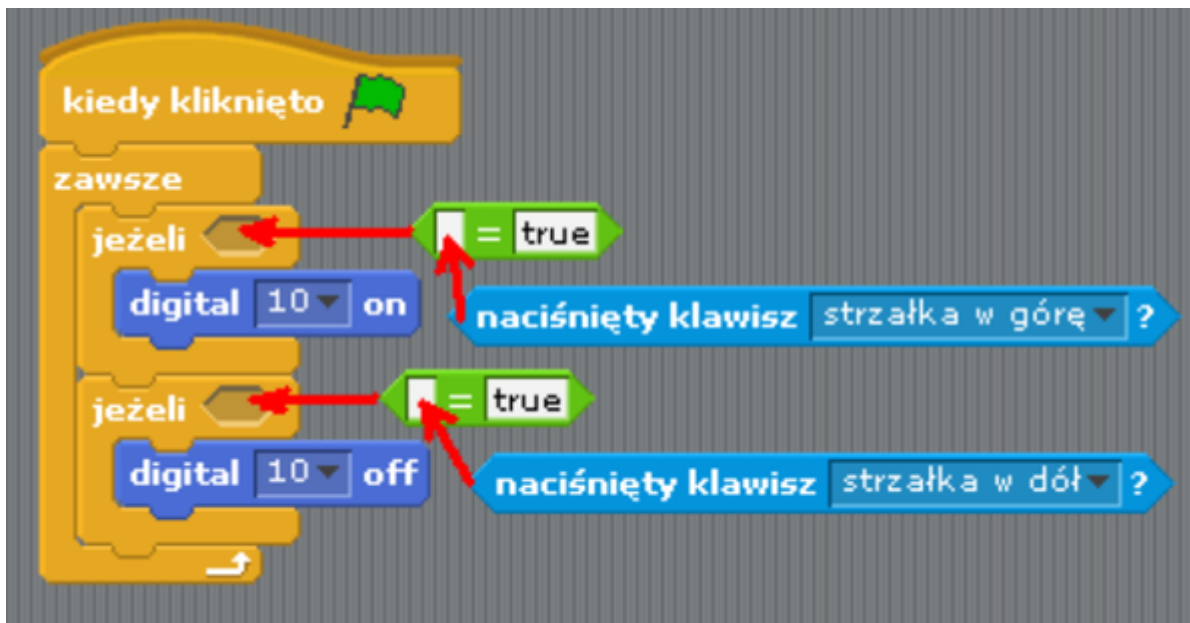 kiedy kliknięto
zawsze
jeżeli
= true
digital 10 on
naciśnięty klawisz strzałka w górę ?
jeżeli
= true
digital 10 off
naciśnięty klawisz strzałka w dół ?